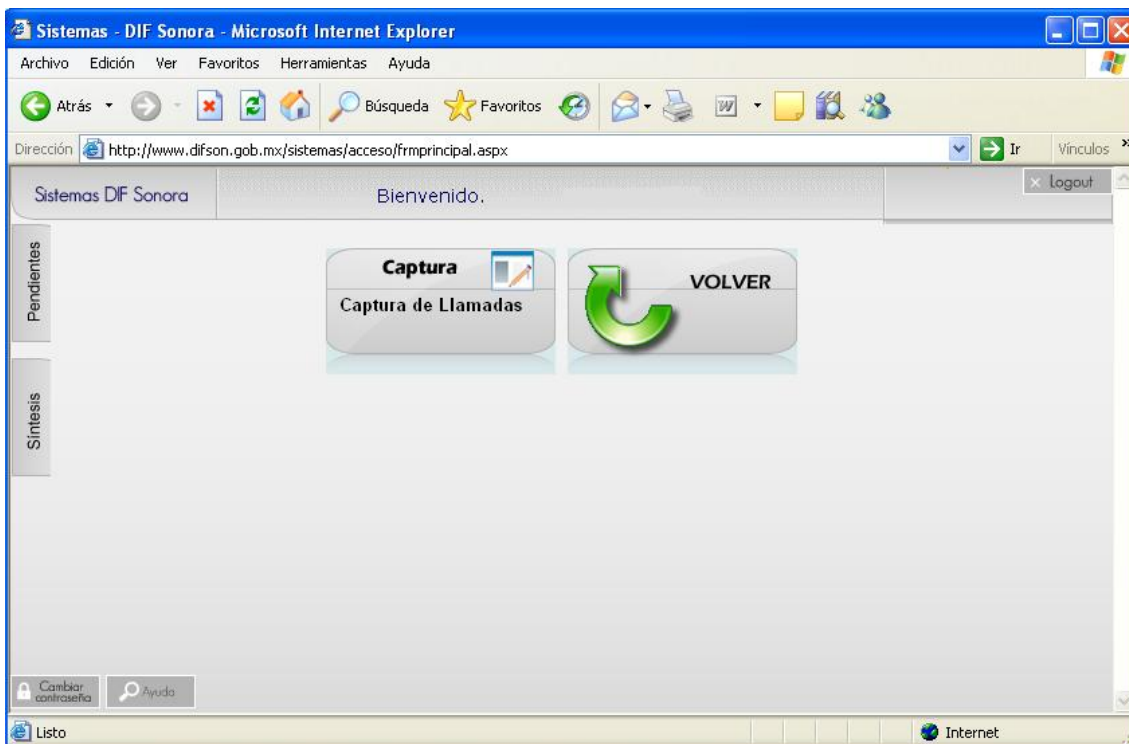 Sistemas - DIF Sonora - Microsoft Internet Explorer
Archivo Edición Ver Favoritos Herramientas Ayuda
Atrás Búsqueda Favoritos
Dirección http://www.difson.gob.mx/sistemas/acceso/frmprincipal.aspx Ir Vínculos »
Sistemas DIF Sonora Bienvenido. × Logout
Pendientes
Síntesis
Captura
Captura de Llamadas
VOLVER
Cambiar
contraseña
Ayuda
Listo Internet